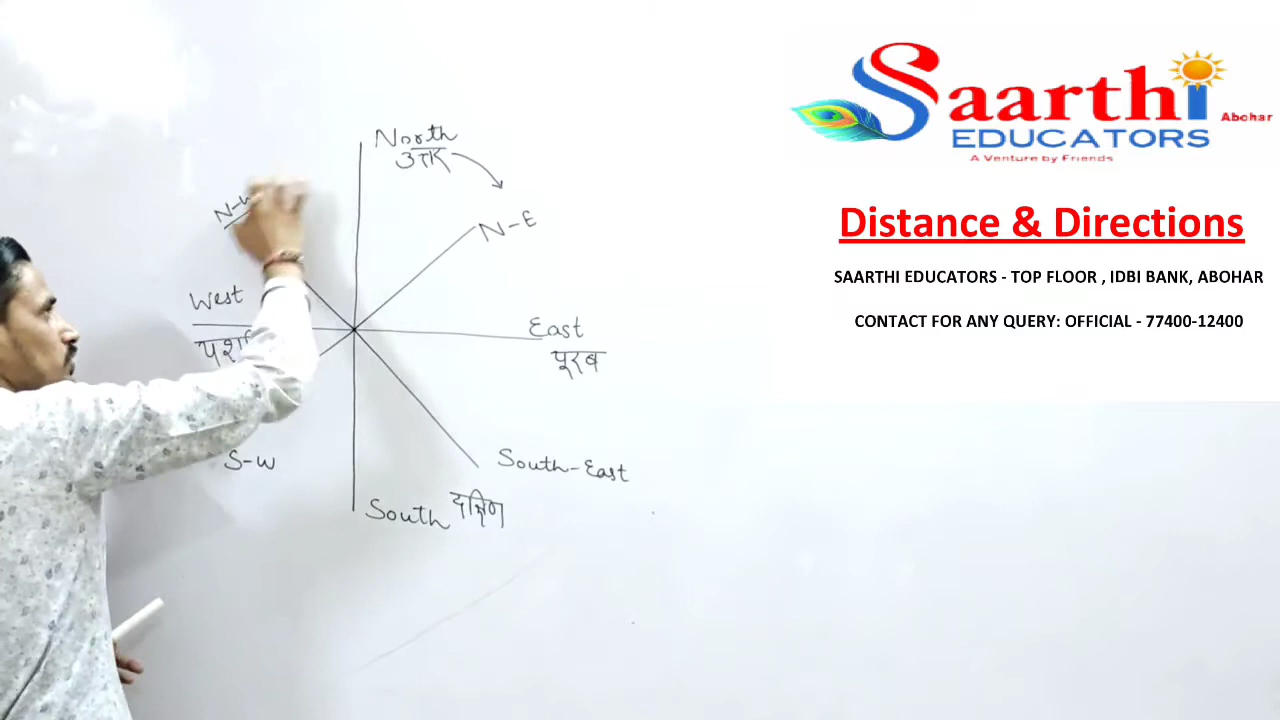 Saarthi
Abohar
EDUCATORS
A Venture by Friends
Distance & Directions
SAARTHI EDUCATORS - TOP FLOOR , IDBI BANK, ABOHAR
CONTACT FOR ANY QUERY: OFFICIAL - 77400-12400
North
उत्तर
N-W
N-E
West
East
पूरब
S-W
South-East
South दक्षिण